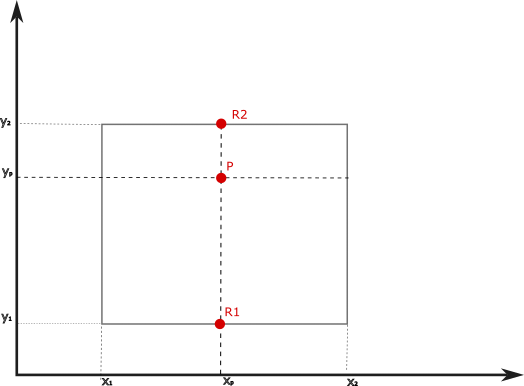 R2
y₂
P
yₚ
R1
y₁
x₁
xₚ
x₂